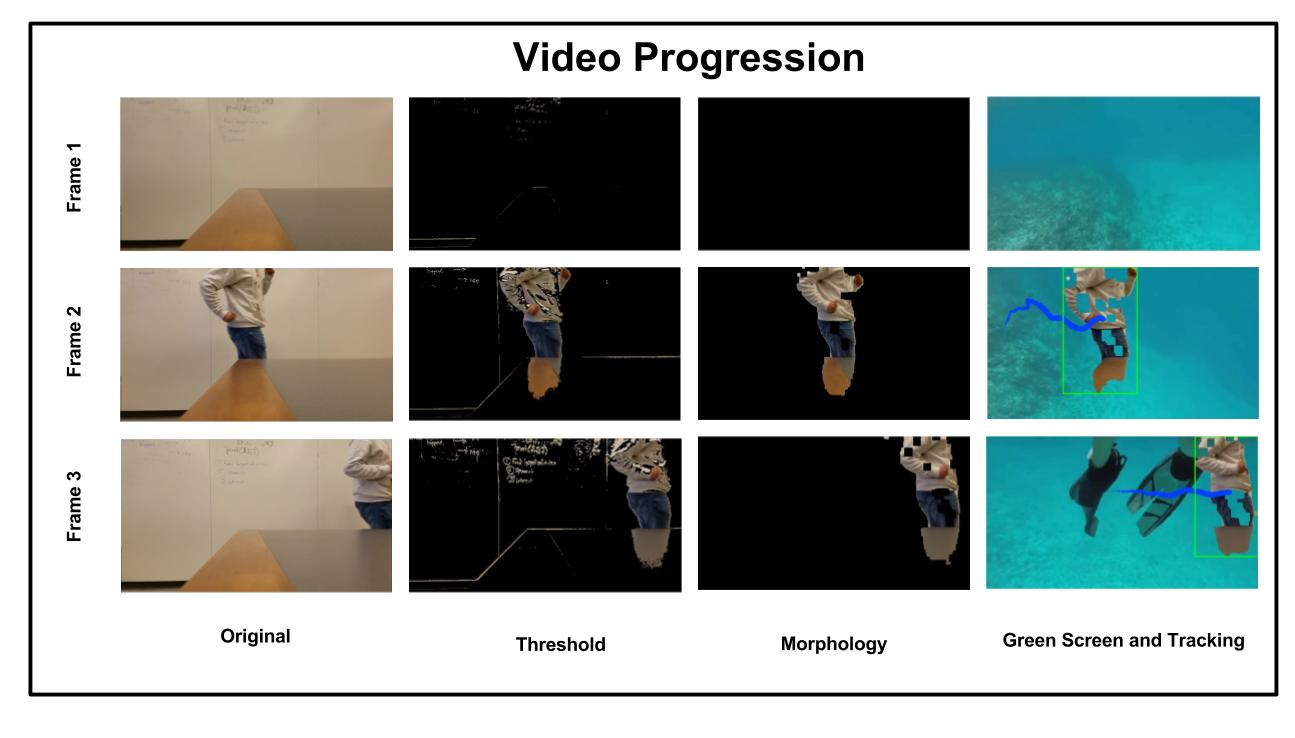 Video Progression
Frame 1
Frame 2
Frame 3
Original
Threshold
Morphology
Green Screen and Tracking